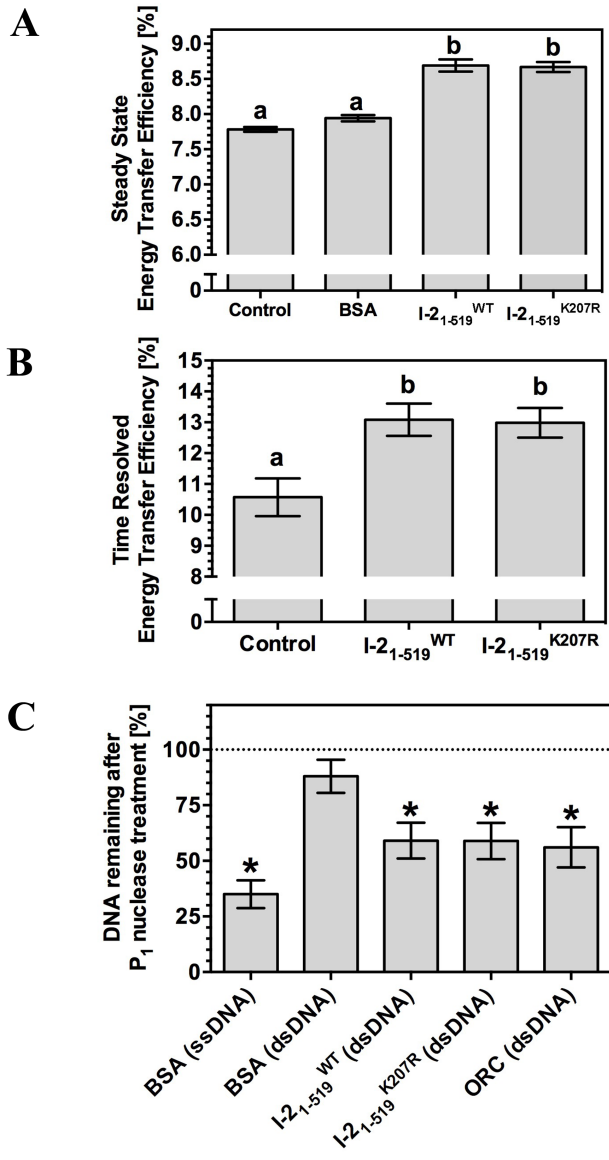 A
Steady State
Energy Transfer Efficiency [%]
9.0
8.5
8.0
7.5
7.0
6.5
6.0
0
a
a
b
b
Control
BSA
I-2₁₋₅₁₉ᵂᵀ
I-2₁₋₅₁₉ᴷ²⁰⁷ᴿ
B
Time Resolved
Energy Transfer Efficiency [%]
15
14
13
12
11
10
9
8
0
a
b
b
Control
I-2₁₋₅₁₉ᵂᵀ
I-2₁₋₅₁₉ᴷ²⁰⁷ᴿ
C
DNA remaining after
P₁ nuclease treatment [%]
100
75
50
25
0
*
*
*
*
BSA (ssDNA)
BSA (dsDNA)
I-2₁₋₅₁₉ᵂᵀ (dsDNA)
I-2₁₋₅₁₉ᴷ²⁰⁷ᴿ (dsDNA)
ORC (dsDNA)